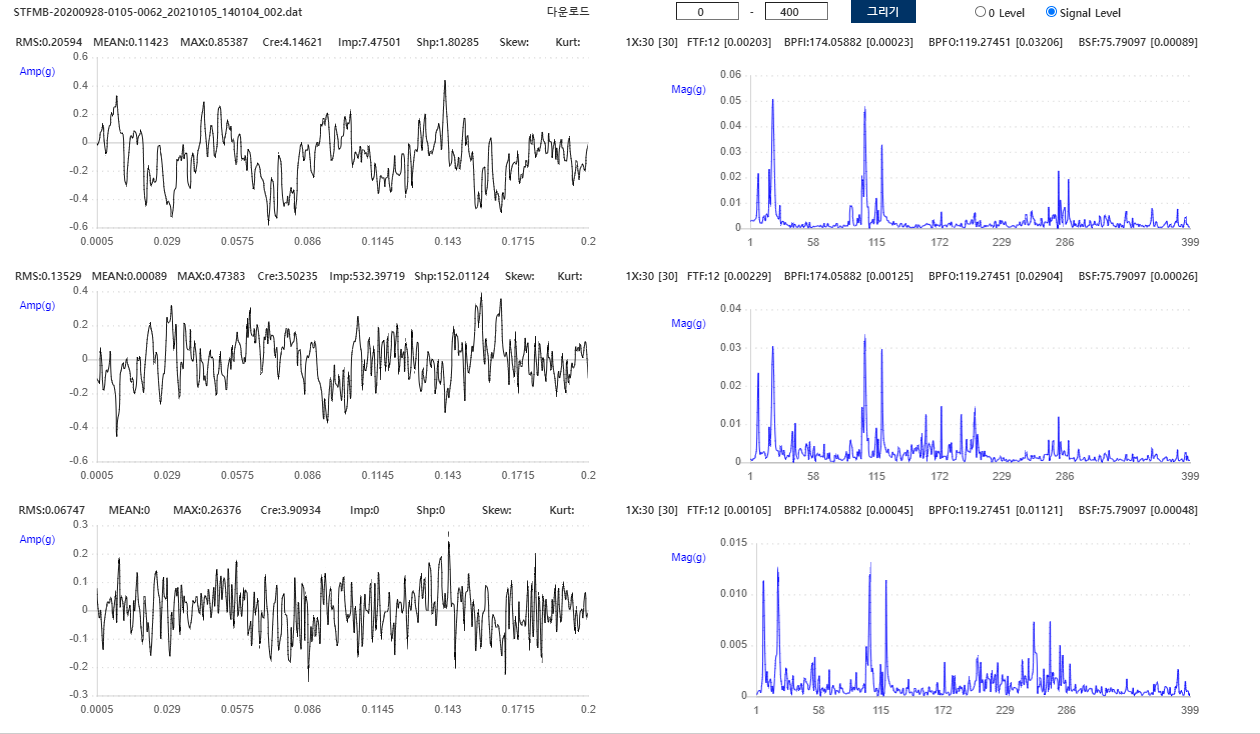 STFMB-20200928-0105-0062_20210105_140104_002.dat 다운로드 0 - 400 그리기 0 Level Signal Level
RMS:0.20594 MEAN:0.11423 MAX:0.85387 Cre:4.14621 Imp:7.47501 Shp:1.80285 Skew: Kurt:
Amp(g)
0.6
0.4
0.2
0
-0.2
-0.4
-0.6
0.0005 0.029 0.0575 0.086 0.1145 0.143 0.1715 0.2
1X:30 [30] FTF:12 [0.00203] BPFI:174.05882 [0.00023] BPFO:119.27451 [0.03206] BSF:75.79097 [0.00089]
Mag(g)
0.06
0.05
0.04
0.03
0.02
0.01
0
1 58 115 172 229 286 399
RMS:0.13529 MEAN:0.00089 MAX:0.47383 Cre:3.50235 Imp:532.39719 Shp:152.01124 Skew: Kurt:
Amp(g)
0.4
0.2
0
-0.2
-0.4
-0.6
0.0005 0.029 0.0575 0.086 0.1145 0.143 0.1715 0.2
1X:30 [30] FTF:12 [0.00229] BPFI:174.05882 [0.00125] BPFO:119.27451 [0.02904] BSF:75.79097 [0.00026]
Mag(g)
0.04
0.03
0.02
0.01
0
1 58 115 172 229 286 399
RMS:0.06747 MEAN:0 MAX:0.26376 Cre:3.90934 Imp:0 Shp:0 Skew: Kurt:
Amp(g)
0.3
0.2
0.1
0
-0.1
-0.2
-0.3
0.0005 0.029 0.0575 0.086 0.1145 0.143 0.1715 0.2
1X:30 [30] FTF:12 [0.00105] BPFI:174.05882 [0.00045] BPFO:119.27451 [0.01121] BSF:75.79097 [0.00048]
Mag(g)
0.015
0.010
0.005
0
1 58 115 172 229 286 399